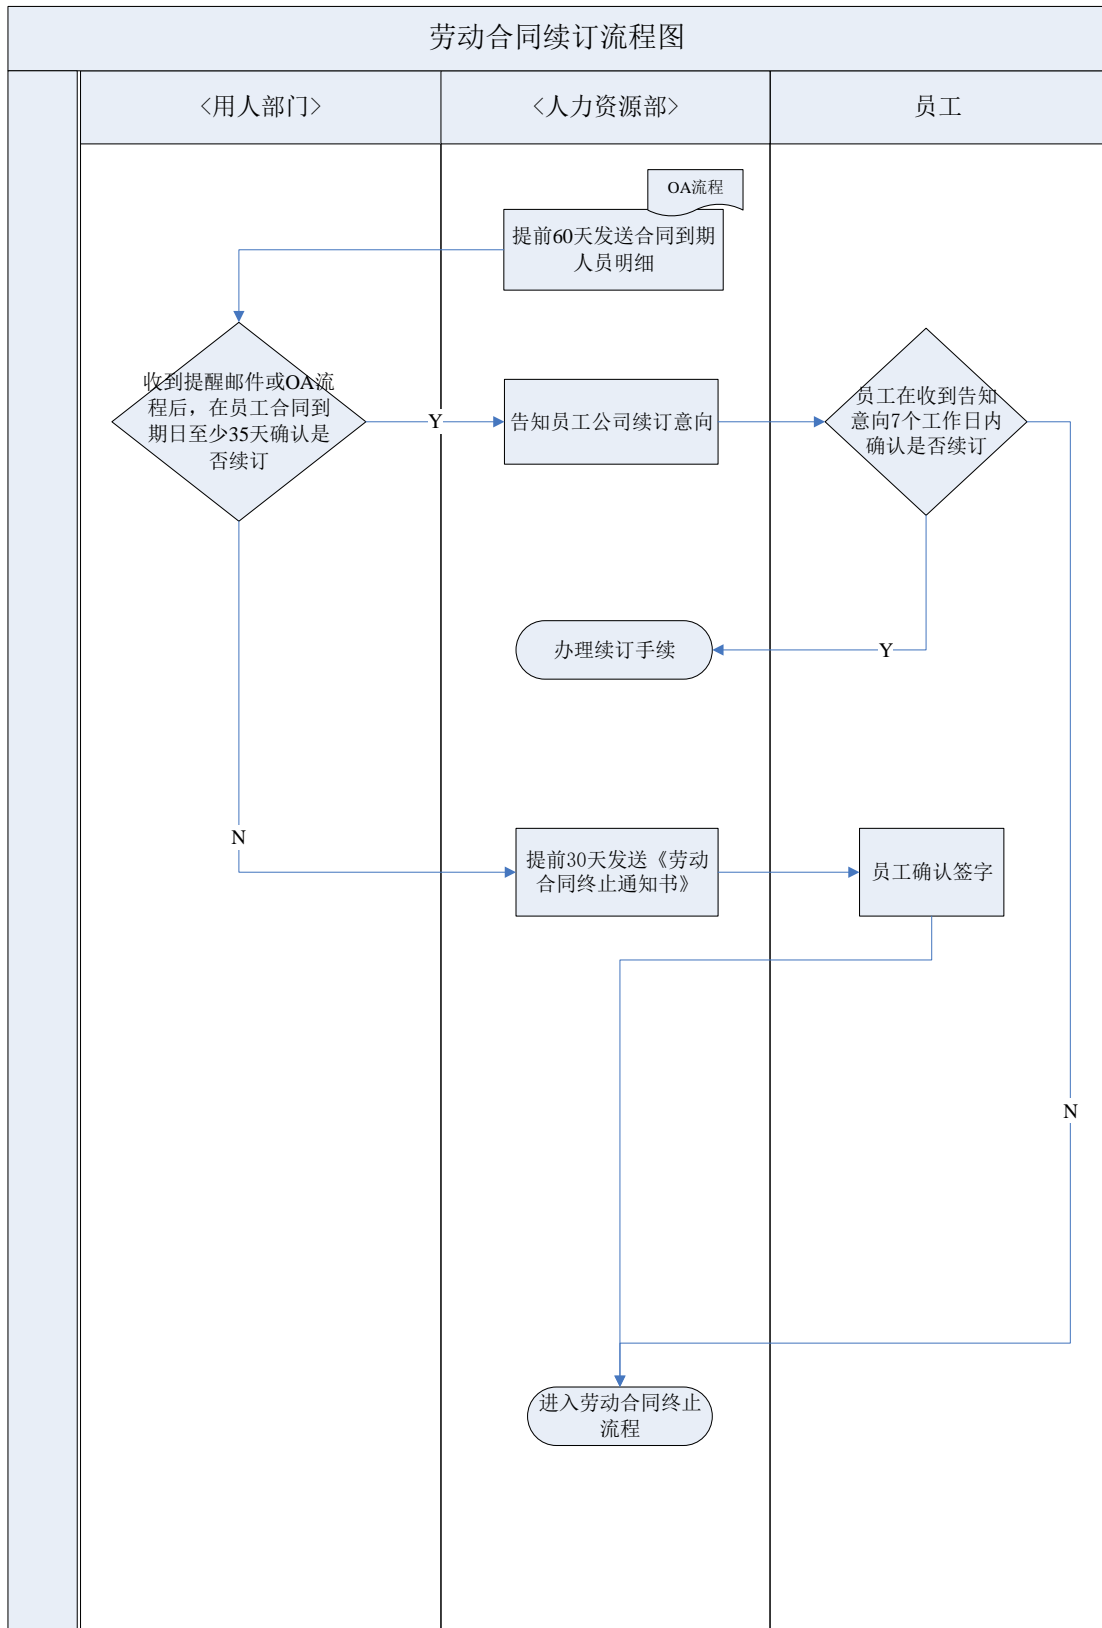 劳动合同续订流程图
<用人部门>
<人力资源部>
员工
OA流程
提前60天发送合同到期
人员明细
收到提醒邮件或OA流
程后，在员工合同到
期日至少35天确认是
否续订
Y
告知员工公司续订意向
员工在收到告知
意向7个工作日内
确认是否续订
办理续订手续
Y
N
提前30天发送《劳动
合同终止通知书》
员工确认签字
N
进入劳动合同终止
流程